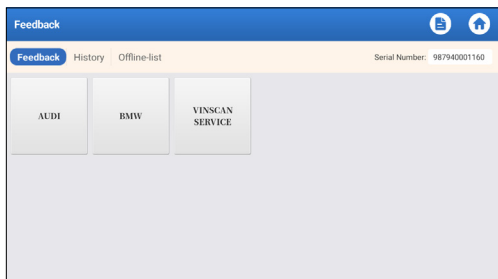 Feedback
Feedback History Offline-list Serial Number: 987940001160
AUDI BMW VINSCAN
SERVICE